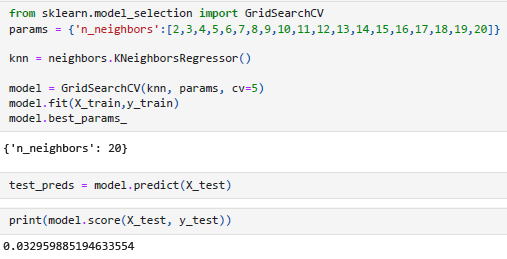 from sklearn.model_selection import GridSearchCV
params = {'n_neighbors':[2,3,4,5,6,7,8,9,10,11,12,13,14,15,16,17,18,19,20]}
knn = neighbors.KNeighborsRegressor()
model = GridSearchCV(knn, params, cv=5)
model.fit(X_train,y_train)
model.best_params_
{'n_neighbors': 20}
test_preds = model.predict(X_test)
print(model.score(X_test, y_test))
0.032959885194633554